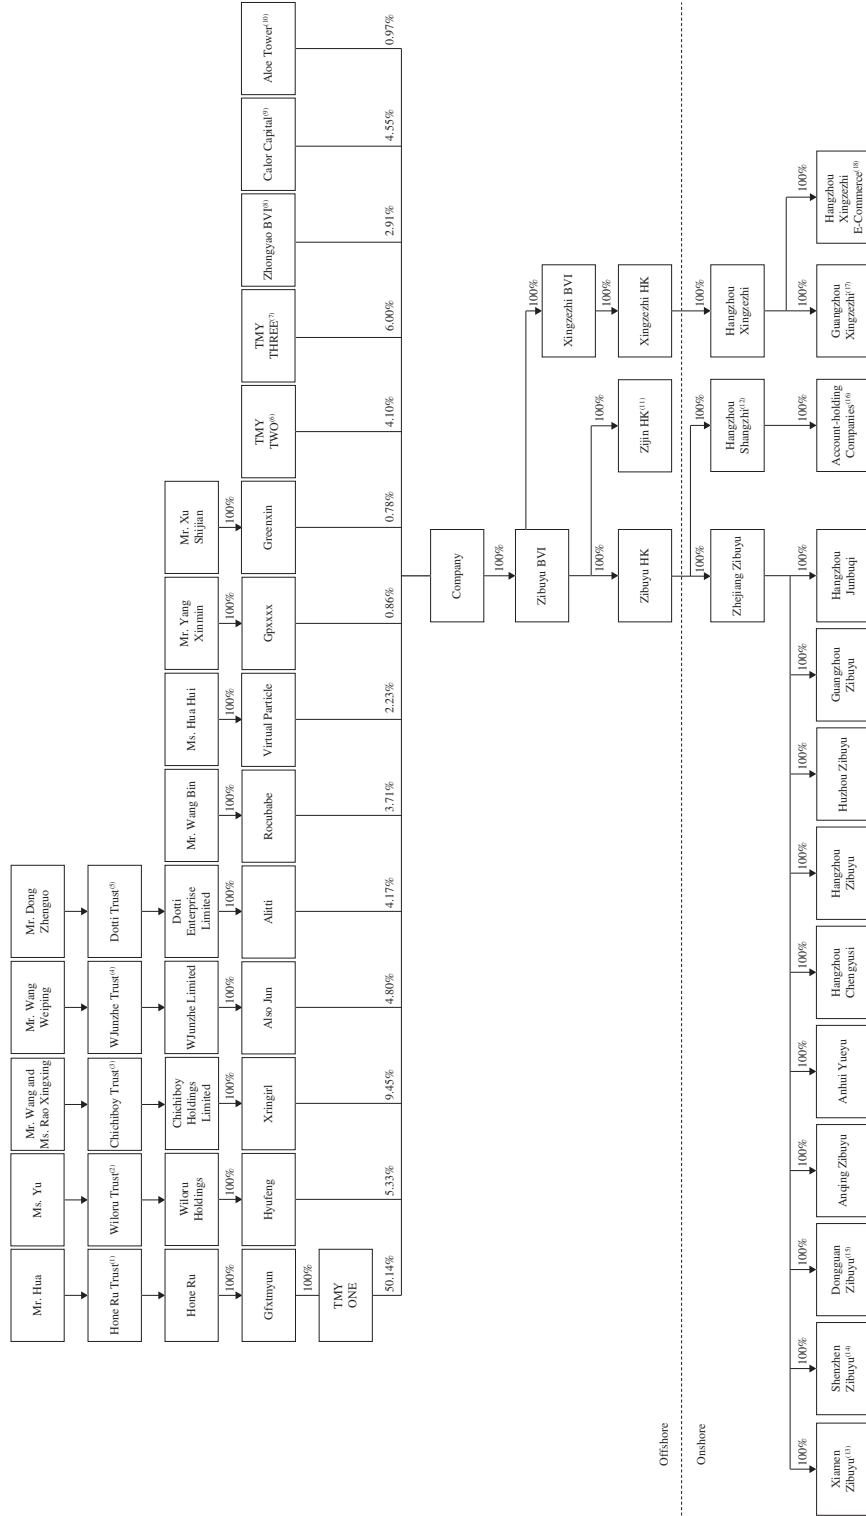 Mr. Hua
Ms. Yu
Mr. Wang and
Ms. Rao Xingxing
Mr. Wang
Weiping
Mr. Dong
Zhenguo
Hone Ru Trust(1)
Wiloru Trust(2)
Chichiboy Trust(3)
WJunzhe Trust(4)
Dotti Trust(5)
Hone Ru
Wiloru
Holdings
Chichiboy
Holdings
Limited
WJunzhe Limited
Dotti
Enterprise
Limited
Mr. Wang Bin
Ms. Hua Hui
Mr. Yang
Xinmin
Mr. Xu
Shijian
100%
100%
100%
100%
100%
100%
100%
100%
100%
Gfxtmyun
Hyufeng
Xringirl
Also Jun
Alitti
Rocubabe
Virtual Particle
Gpxxxx
Greenxin
TMY
TWO(6)
TMY
THREE(7)
Zhongyao BVI(8)
Calor Capital(9)
Aloe Tower(10)
100%
TMY
ONE
50.14%
5.33%
9.45%
4.80%
4.17%
3.71%
2.23%
0.86%
0.78%
4.10%
6.00%
2.91%
4.55%
0.97%
Company
100%
Zibuyu BVI
100%
Xingzezhi BVI
100%
100%
100%
Zibuyu HK
Zijin HK(11)
Xingzezhi HK
Offshore
Onshore
100%
100%
100%
Zhejiang Zibuyu
Hangzhou
Shangzhi(12)
Hangzhou
Xingzezhi
100%
100%
100%
100%
100%
100%
100%
100%
100%
100%
100%
100%
100%
Xiamen
Zibuyu(13)
Shenzhen
Zibuyu(14)
Dongguan
Zibuyu(15)
Anqing Zibuyu
Anhui Yueyu
Hangzhou
Chengyusi
Hangzhou
Zibuyu
Huzhou Zibuyu
Guangzhou
Zibuyu
Hangzhou
Junbuqi
Account-holding
Companies(16)
Guangzhou
Xingzezhi(17)
Hangzhou
Xingzezhi
E-Commerce(18)